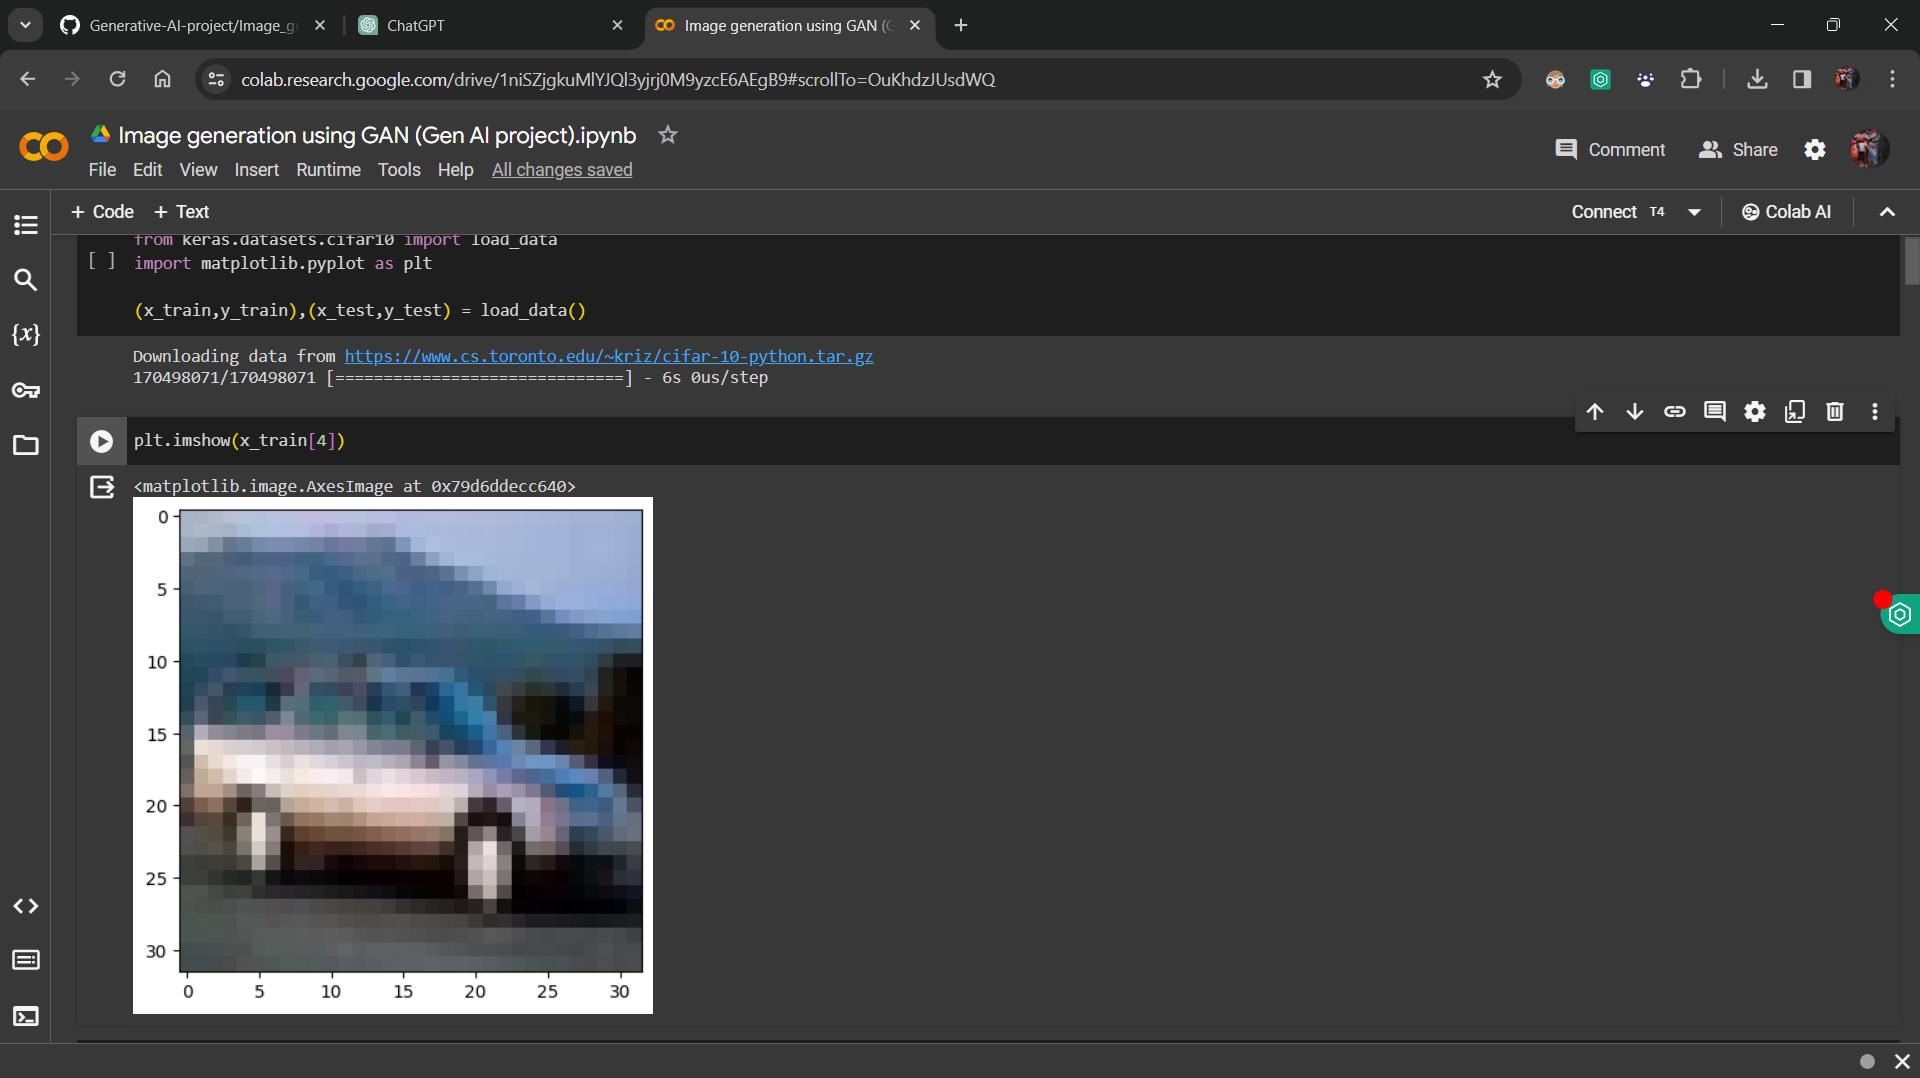 Generative-AI-project/Image_g
ChatGPT
Image generation using GAN (G
colab.research.google.com/drive/1niSZjgkuMlYJQl3yjrj0M9yzcE6AEgB9#scrollTo=OuKhdzJUsdWQ
Image generation using GAN (Gen AI project).ipynb
Comment Share
File Edit View Insert Runtime Tools Help All changes saved
+ Code + Text Connect T4 Colab AI
from keras.datasets.cifar10 import load_data
[ ] import matplotlib.pyplot as plt
(x_train,y_train),(x_test,y_test) = load_data()
Downloading data from https://www.cs.toronto.edu/~kriz/cifar-10-python.tar.gz
170498071/170498071 [==============================] - 6s 0us/step
plt.imshow(x_train[4])
<matplotlib.image.AxesImage at 0x79d6ddecc640>
0
5
10
15
20
25
30
0 5 10 15 20 25 30